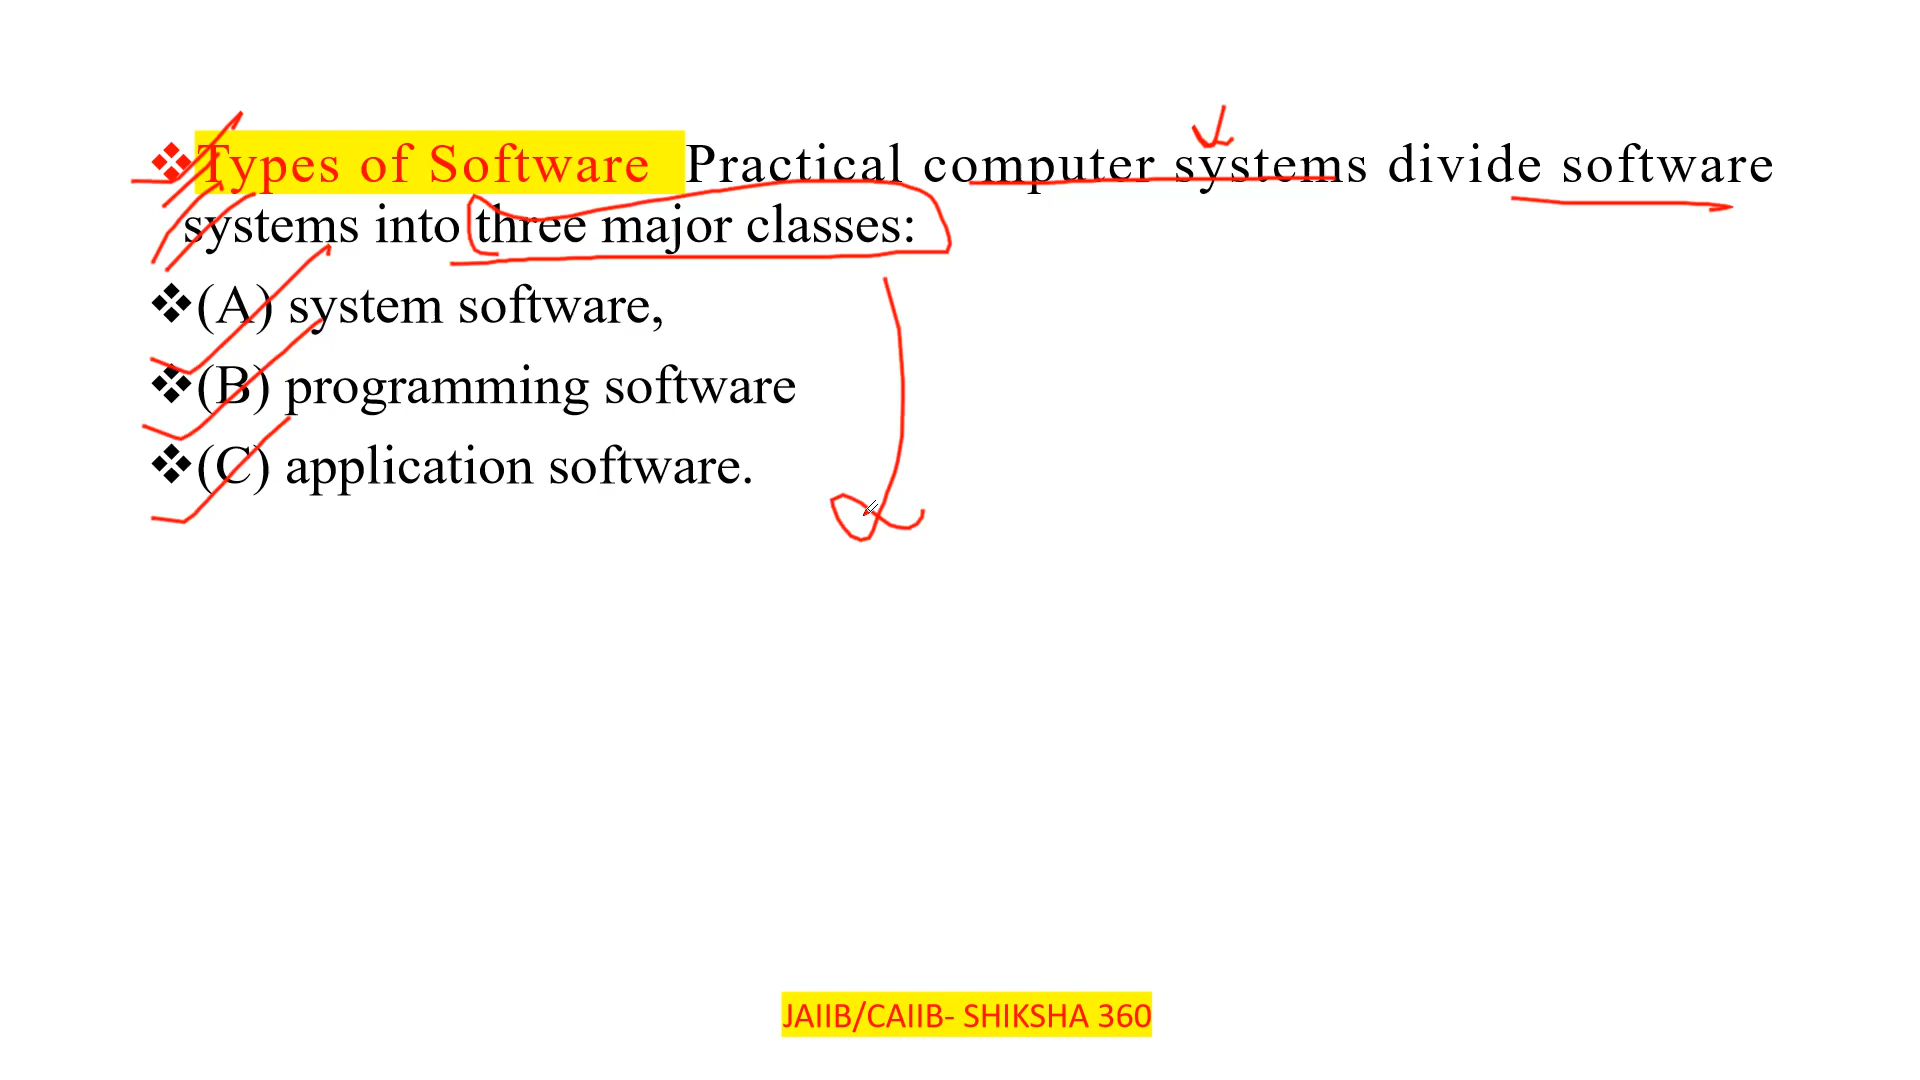 ❖Types of Software Practical computer systems divide software
systems into three major classes:
❖(A) system software,
❖(B) programming software
❖(C) application software.
JAIIB/CAIIB- SHIKSHA 360